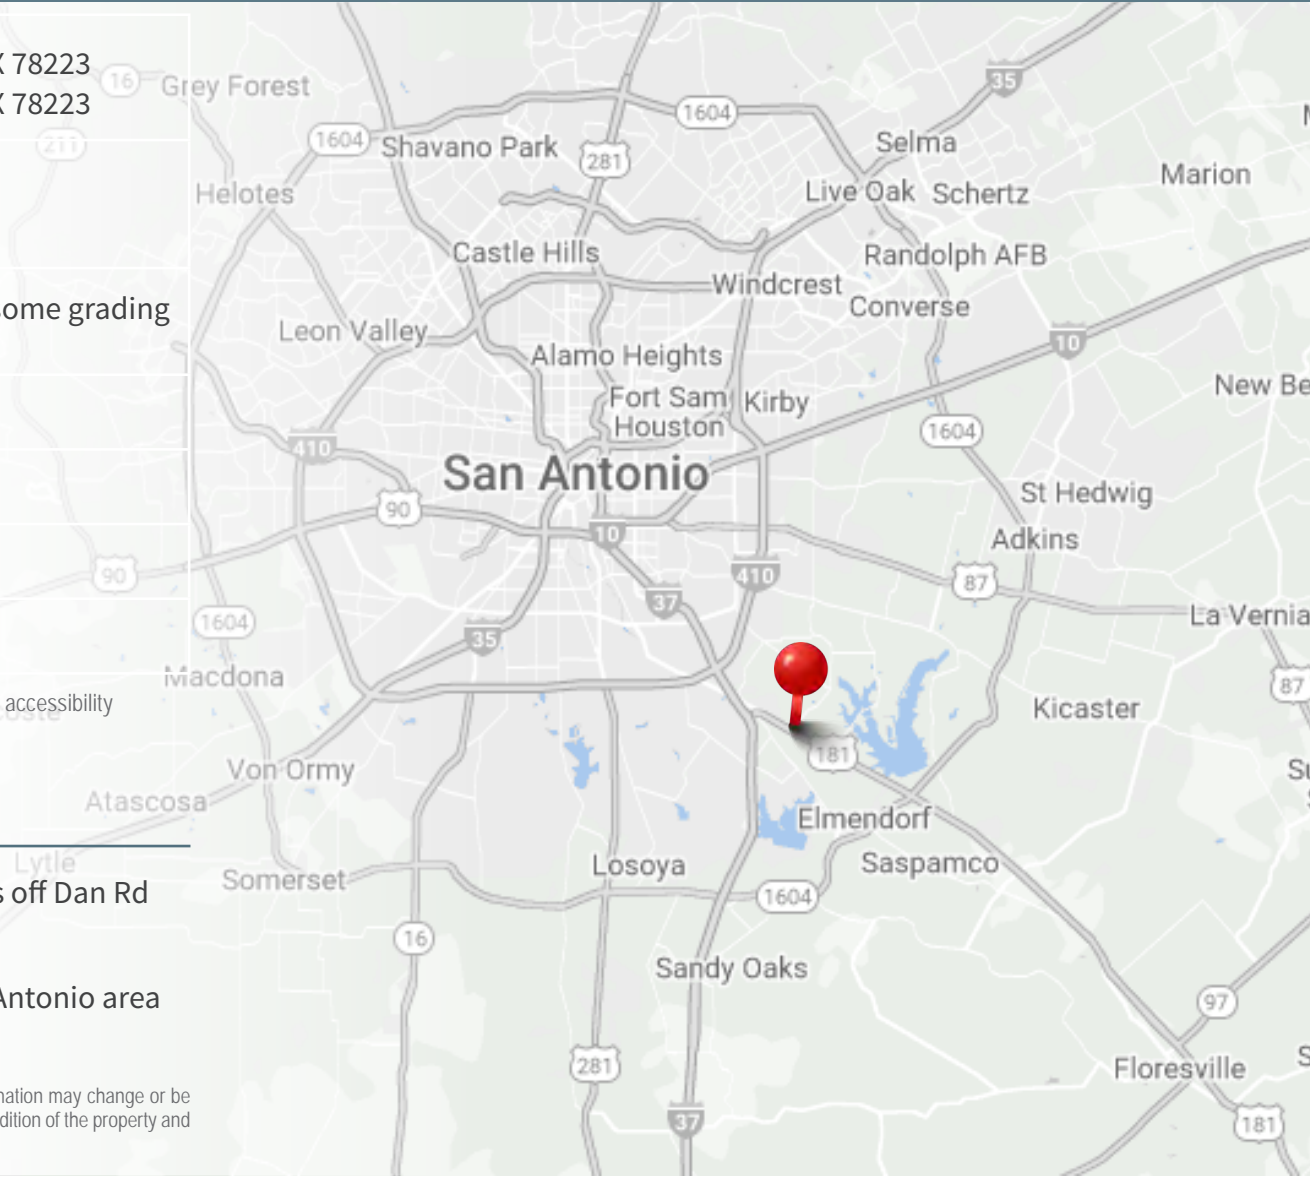 X 78223
X 78223
some grading
accessibility
s off Dan Rd
Antonio area
mation may change or be
dition of the property and
16
Grey Forest
35
1604
1604
211
Shavano Park
281
Selma
Marion
Helotes
Live Oak
Schertz
Castle Hills
Randolph AFB
Windcrest
Converse
Leon Valley
10
Alamo Heights
New Be
Fort Sam
Houston
Kirby
1604
410
San Antonio
90
St Hedwig
10
Adkins
90
410
87
37
La Vernia
1604
35
Macdona
87
Kicaster
181
Von Ormy
Atascosa
Elmendorf
Lytle
Losoya
Saspamco
Somerset
1604
16
Sandy Oaks
97
281
Floresville
37
181